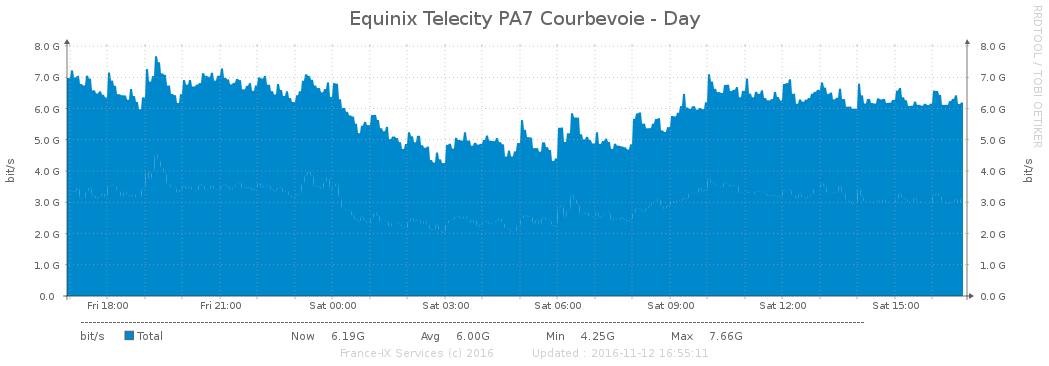 Equinix Telecity PA7 Courbevoie - Day
RRDTOOL / TOBI OETIKER
8.0 G 8.0 G
7.0 G 7.0 G
6.0 G 6.0 G
5.0 G 5.0 G
4.0 G 4.0 G
3.0 G 3.0 G
2.0 G 2.0 G
1.0 G 1.0 G
0.0 0.0 G
bit/s
bit/s
Fri 18:00 Fri 21:00 Sat 00:00 Sat 03:00 Sat 06:00 Sat 09:00 Sat 12:00 Sat 15:00
bit/s Total Now 6.19G Avg 6.00G Min 4.25G Max 7.66G
France-IX Services (c) 2016 Updated : 2016-11-12 16:55:11